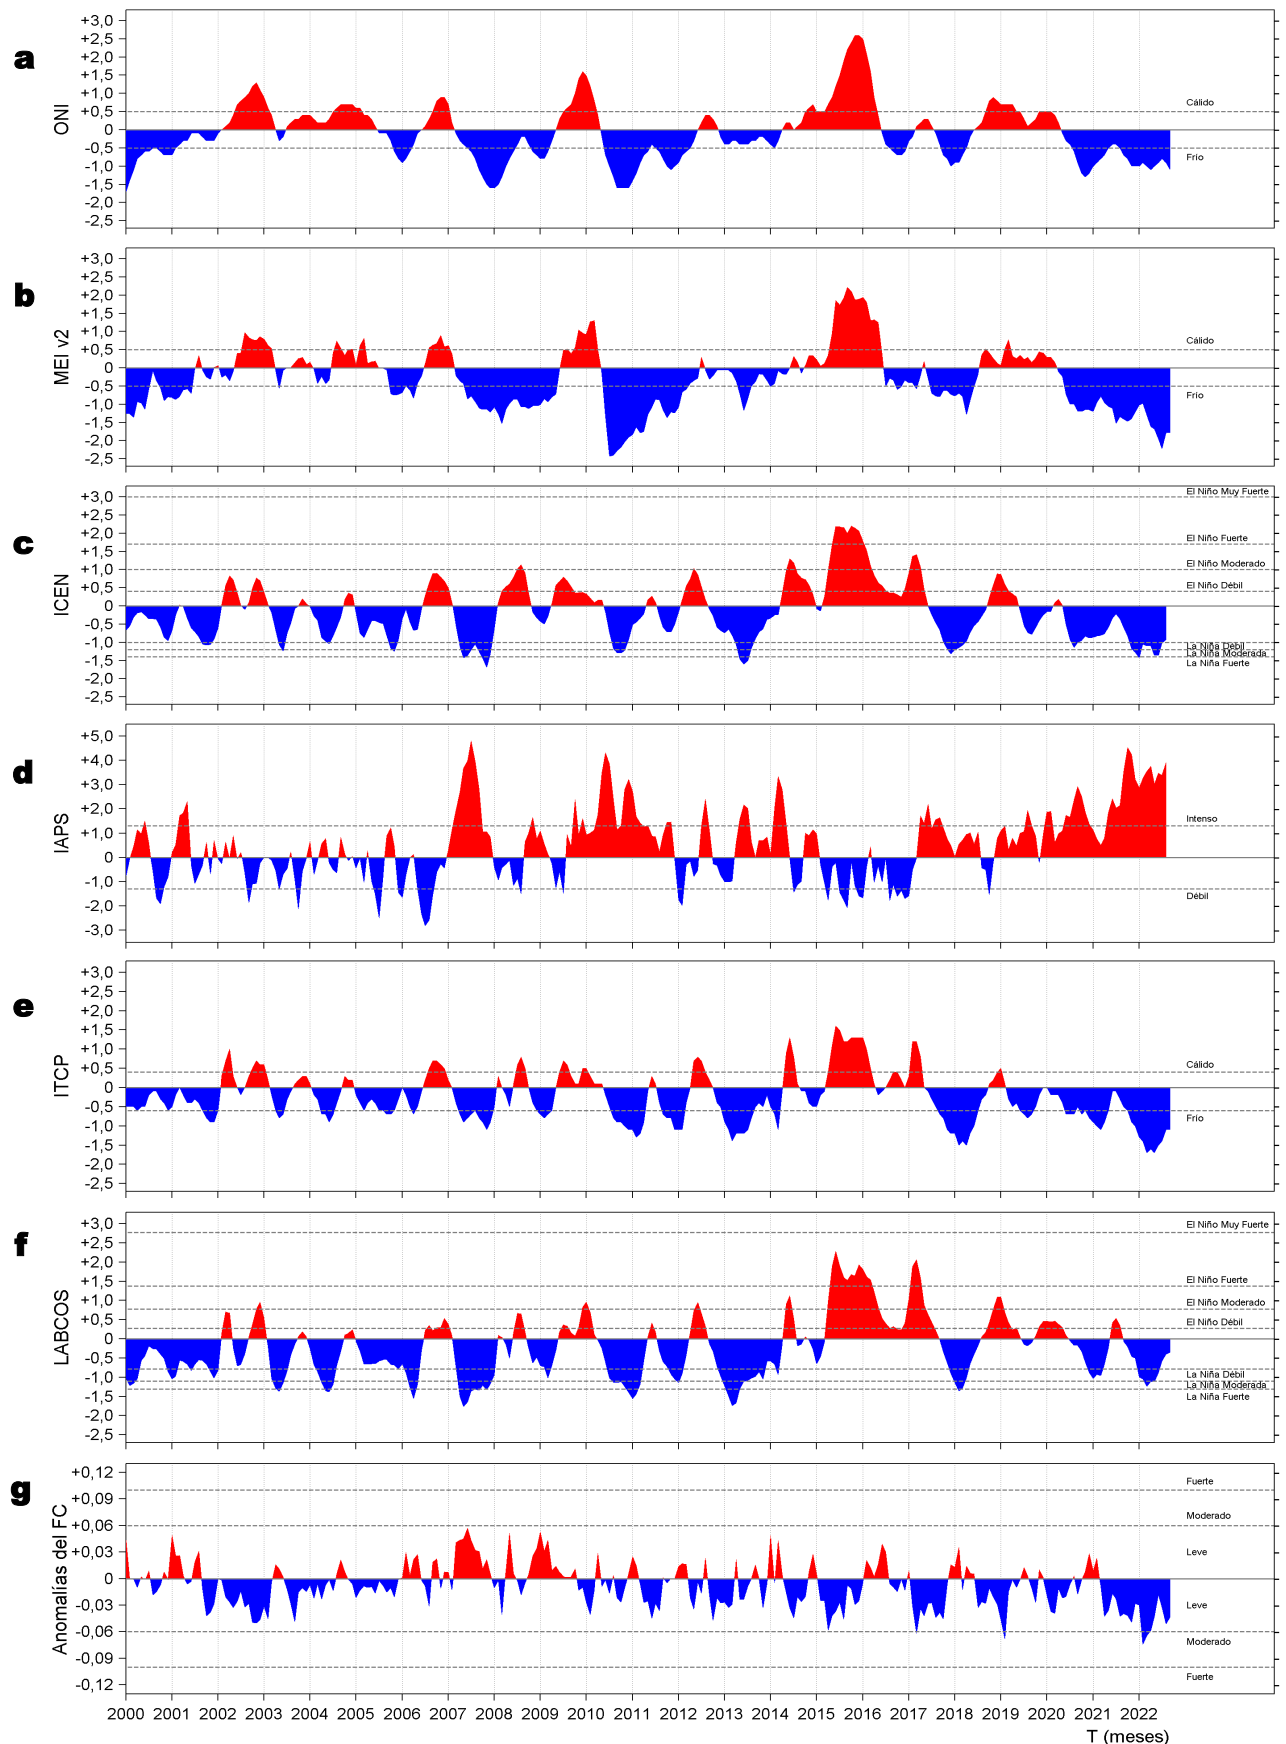 a
ONI
+3,0
+2,5
+2,0
+1,5
+1,0
+0,5
0
-0,5
-1,0
-1,5
-2,0
-2,5
Cálido
Frío
b
MEI v2
+3,0
+2,5
+2,0
+1,5
+1,0
+0,5
0
-0,5
-1,0
-1,5
-2,0
-2,5
Cálido
Frío
c
ICEN
+3,0
+2,5
+2,0
+1,5
+1,0
+0,5
0
-0,5
-1,0
-1,5
-2,0
-2,5
El Niño Muy Fuerte
El Niño Fuerte
El Niño Moderado
El Niño Débil
La Niña Débil
La Niña Moderada
La Niña Fuerte
d
IAPS
+5,0
+4,0
+3,0
+2,0
+1,0
0
-1,0
-2,0
-3,0
Intenso
Débil
e
ITCP
+3,0
+2,5
+2,0
+1,5
+1,0
+0,5
0
-0,5
-1,0
-1,5
-2,0
-2,5
Cálido
Frío
f
LABCOS
+3,0
+2,5
+2,0
+1,5
+1,0
+0,5
0
-0,5
-1,0
-1,5
-2,0
-2,5
El Niño Muy Fuerte
El Niño Fuerte
El Niño Moderado
El Niño Débil
La Niña Débil
La Niña Moderada
La Niña Fuerte
g
Anomalías del FC
+0,12
+0,09
+0,06
+0,03
0
-0,03
-0,06
-0,09
-0,12
Fuerte
Moderado
Leve
Leve
Moderado
Fuerte
2000 2001 2002 2003 2004 2005 2006 2007 2008 2009 2010 2011 2012 2013 2014 2015 2016 2017 2018 2019 2020 2021 2022
T (meses)